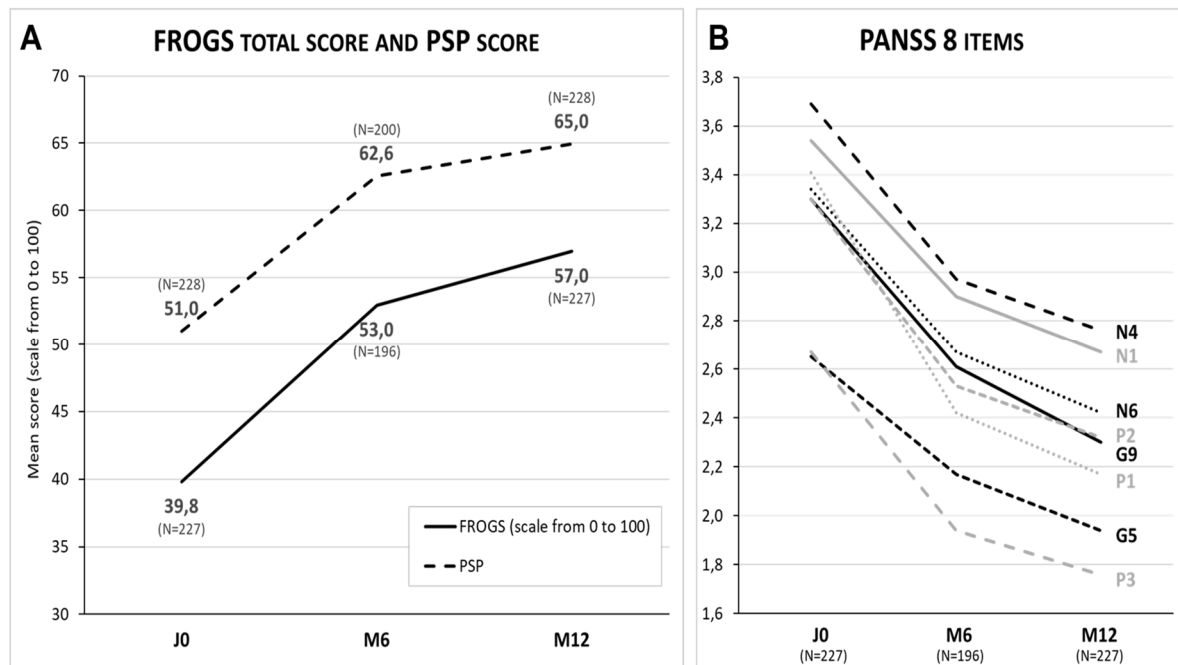 A
FROGS TOTAL SCORE AND PSP SCORE
Mean score (scale from 0 to 100)
70
65
60
55
50
45
40
35
30
(N=228)
51,0
(N=200)
62,6
(N=228)
65,0
39,8
(N=227)
53,0
(N=196)
57,0
(N=227)
FROGS (scale from 0 to 100)
PSP
J0
M6
M12
B
PANSS 8 ITEMS
3,8
3,6
3,4
3,2
3,0
2,8
2,6
2,4
2,2
2,0
1,8
1,6
N4
N1
N6
P2
G9
P1
G5
P3
J0
(N=227)
M6
(N=196)
M12
(N=227)